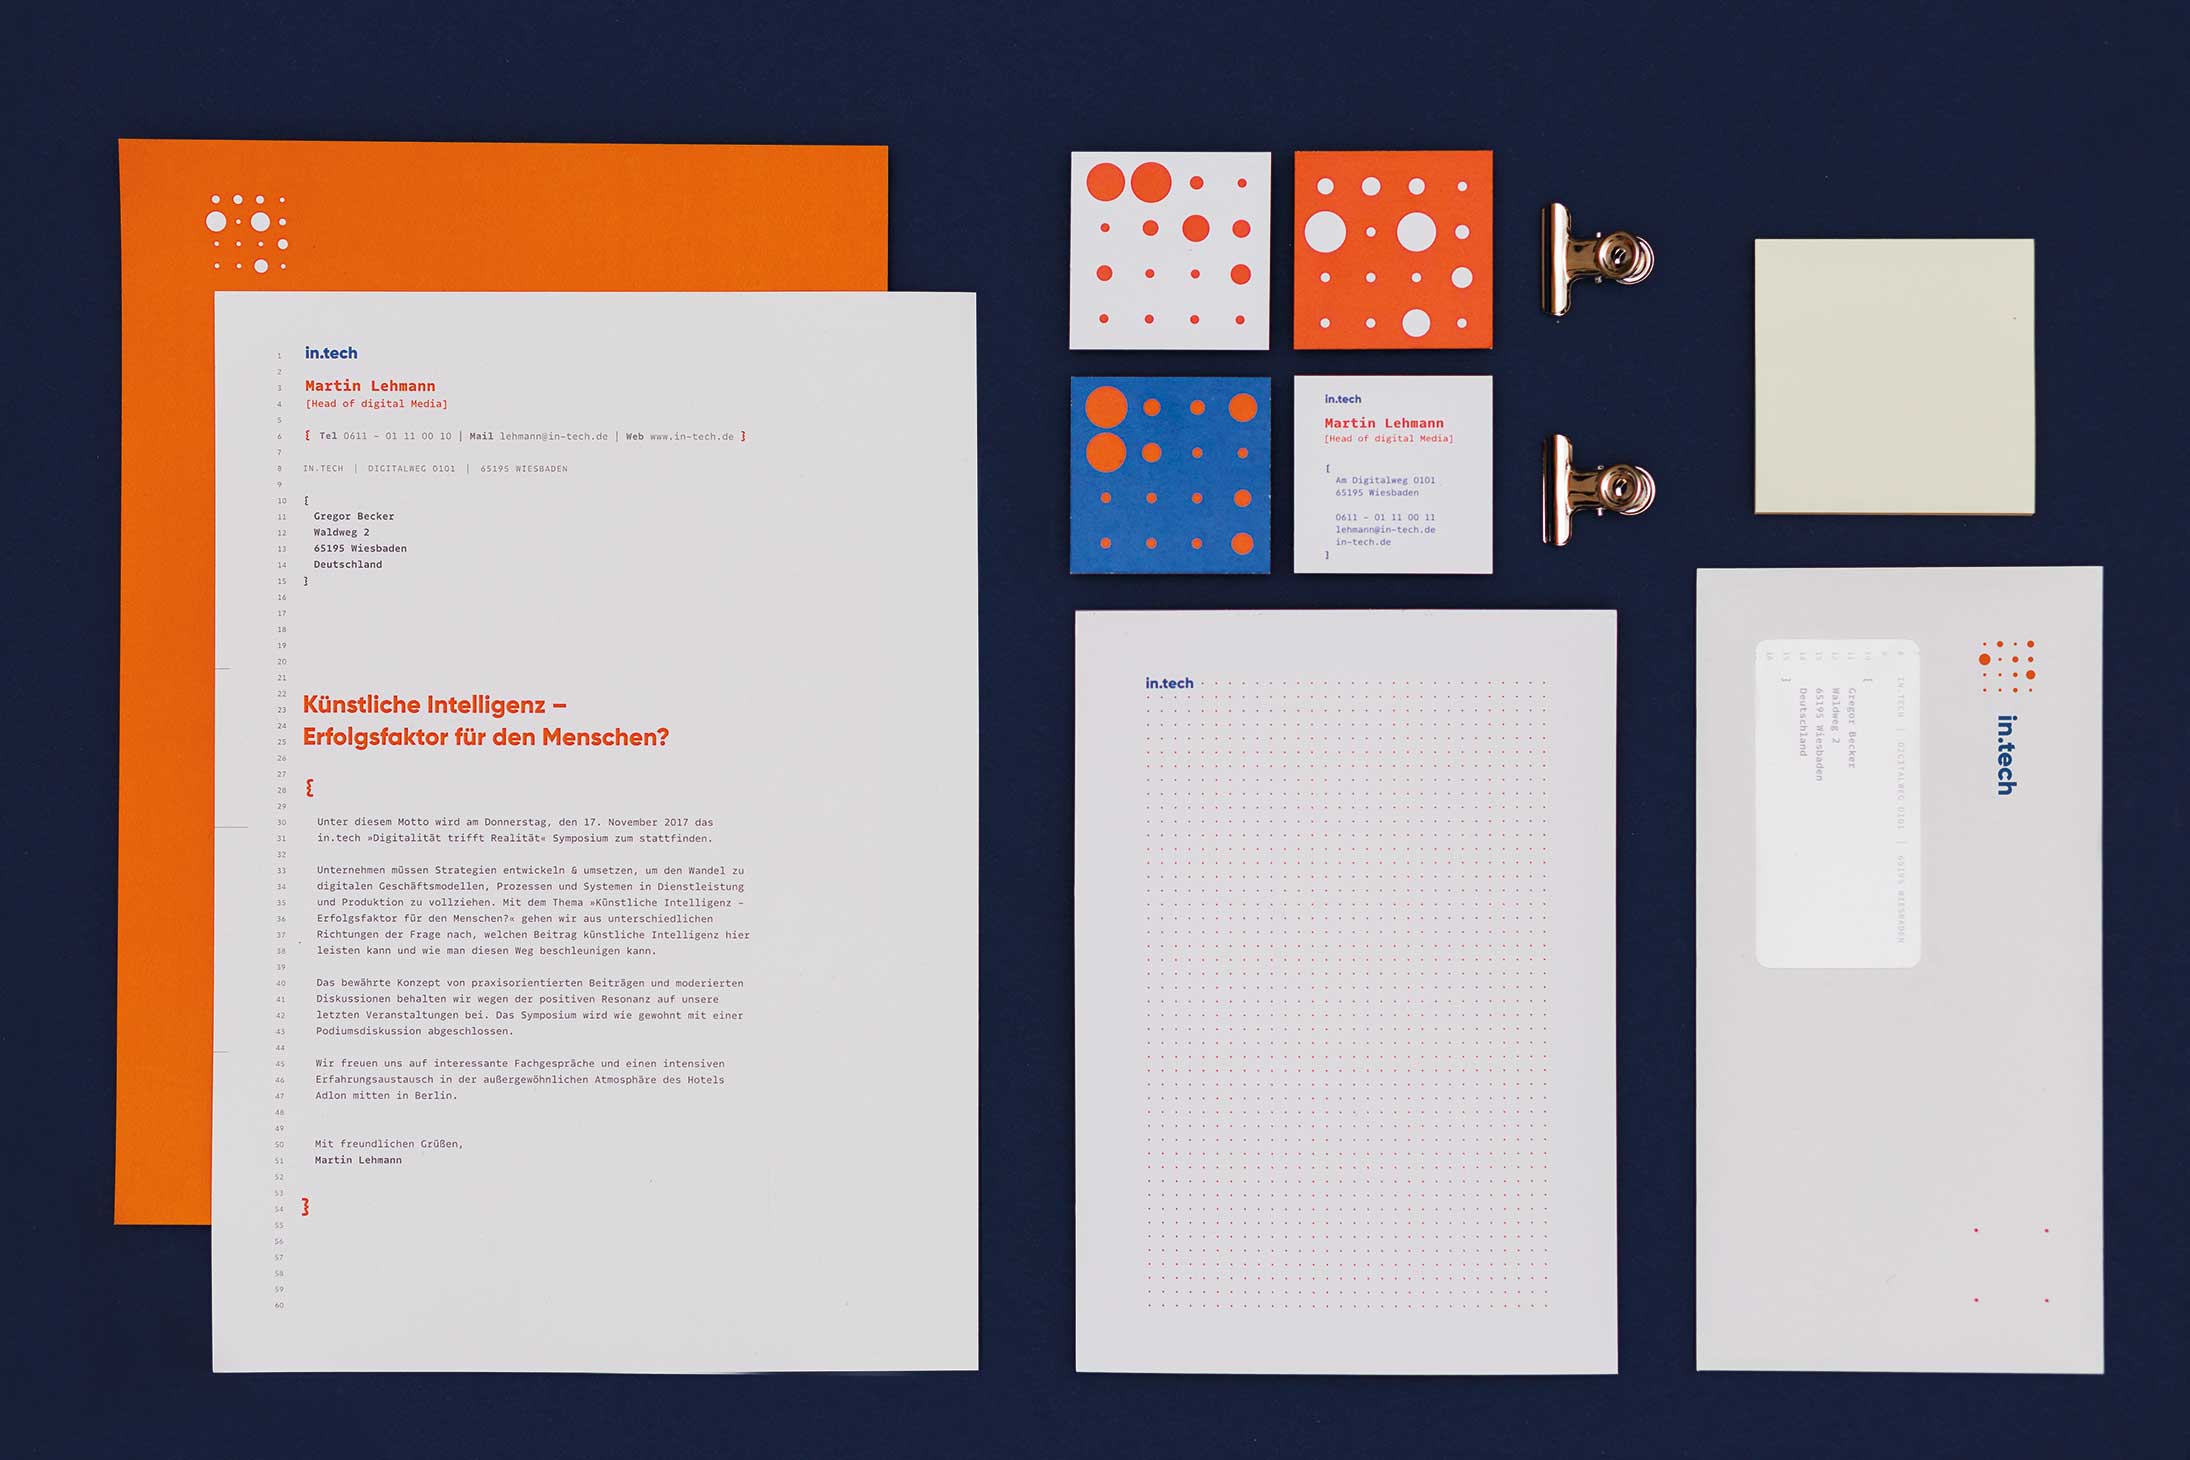 1 in.tech
2
3 Martin Lehmann
4 [Head of digital Media]
5
6 { Tel 0611 – 01 11 00 10 | Mail lehmann@in-tech.de | Web www.in-tech.de }
7
8 IN.TECH | DIGITALWEG 0101 | 65195 WIESBADEN
9
10 {
11 Gregor Becker
12 Waldweg 2
13 65195 Wiesbaden
14 Deutschland
15 }
16
17
18
19
20
21
22
23 Künstliche Intelligenz –
24
25 Erfolgsfaktor für den Menschen?
26
27
28 {
29
30 Unter diesem Motto wird am Donnerstag, den 17. November 2017 das
31 in.tech »Digitalität trifft Realität« Symposium zum stattfinden.
32
33 Unternehmen müssen Strategien entwickeln & umsetzen, um den Wandel zu
34 digitalen Geschäftsmodellen, Prozessen und Systemen in Dienstleistung
35 und Produktion zu vollziehen. Mit dem Thema »Künstliche Intelligenz –
36 Erfolgsfaktor für den Menschen?« gehen wir aus unterschiedlichen
37 Richtungen der Frage nach, welchen Beitrag künstliche Intelligenz hier
38 leisten kann und wie man diesen Weg beschleunigen kann.
39
40 Das bewährte Konzept von praxisorientierten Beiträgen und moderierten
41 Diskussionen behalten wir wegen der positiven Resonanz auf unsere
42 letzten Veranstaltungen bei. Das Symposium wird wie gewohnt mit einer
43 Podiumsdiskussion abgeschlossen.
44
45 Wir freuen uns auf interessante Fachgespräche und einen intensiven
46 Erfahrungsaustausch in der außergewöhnlichen Atmosphäre des Hotels
47 Adlon mitten in Berlin.
48
49
50 Mit freundlichen Grüßen,
51 Martin Lehmann
52
53
54 }
55
56
57
58
59
60
in.tech
Martin Lehmann
[Head of digital Media]
[
Am Digitalweg 0101
65195 Wiesbaden
0611 – 01 11 00 11
lehmann@in-tech.de
in-tech.de
]
in.tech
in.tech
8 IN.TECH | DIGITALWEG 0101 | 65195 WIESBADEN
9
10 {
11 Gregor Becker
12 Waldweg 2
13 65195 Wiesbaden
14 Deutschland
15 }
16